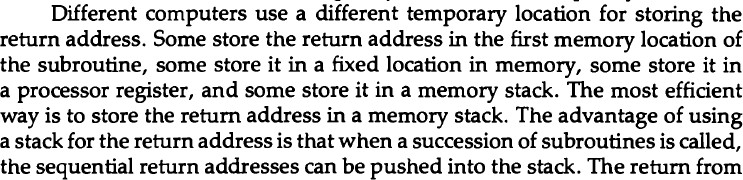 Different computers use a different temporary location for storing the
return address. Some store the return address in the first memory location of
the subroutine, some store it in a fixed location in memory, some store it in
a processor register, and some store it in a memory stack. The most efficient
way is to store the return address in a memory stack. The advantage of using
a stack for the return address is that when a succession of subroutines is called,
the sequential return addresses can be pushed into the stack. The return from